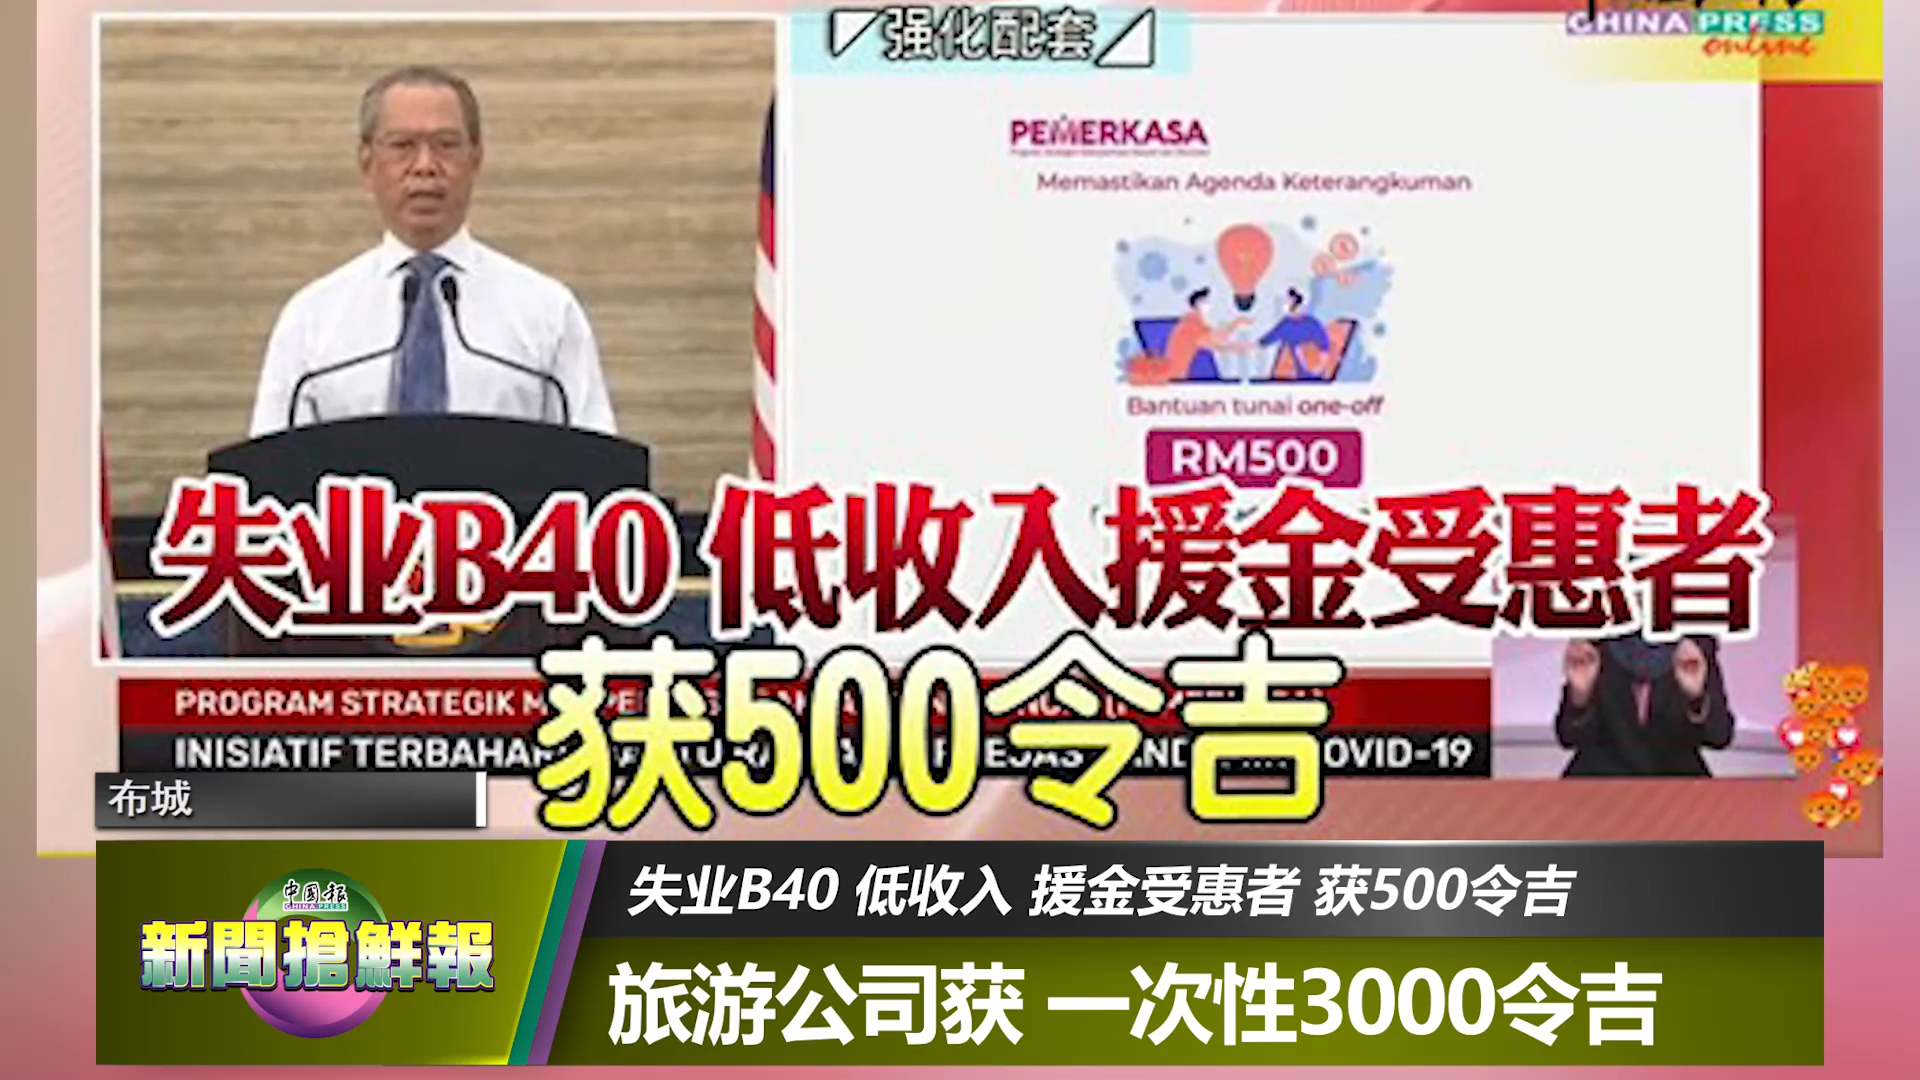 强化配套
CHINA PRESS
online
PEMERKASA
Memastikan Agenda Keterangkuman
Bantuan tunai one-off
RM500
失业B40 低收入援金受惠者
获500令吉
PROGRAM STRATEGIK
INISIATIF TERBAHARU
COVID-19
布城
中國報
CHINA PRESS
新聞搶鮮報
失业B40 低收入 援金受惠者 获500令吉
旅游公司获 一次性3000令吉